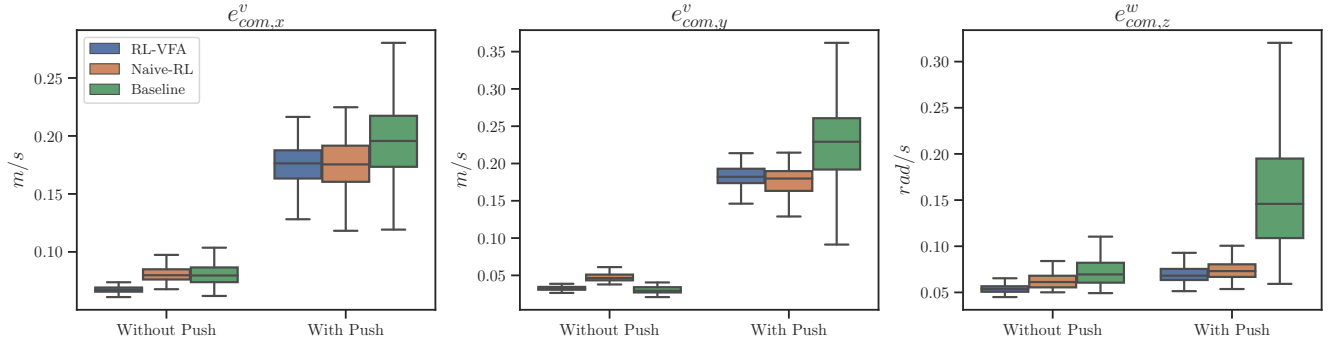 e^v_{com,x}
m/s
0.25
0.20
0.15
0.10
RL-VFA
Naive-RL
Baseline
Without Push
With Push
e^v_{com,y}
m/s
0.35
0.30
0.25
0.20
0.15
0.10
0.05
Without Push
With Push
e^w_{com,z}
rad/s
0.30
0.25
0.20
0.15
0.10
0.05
Without Push
With Push